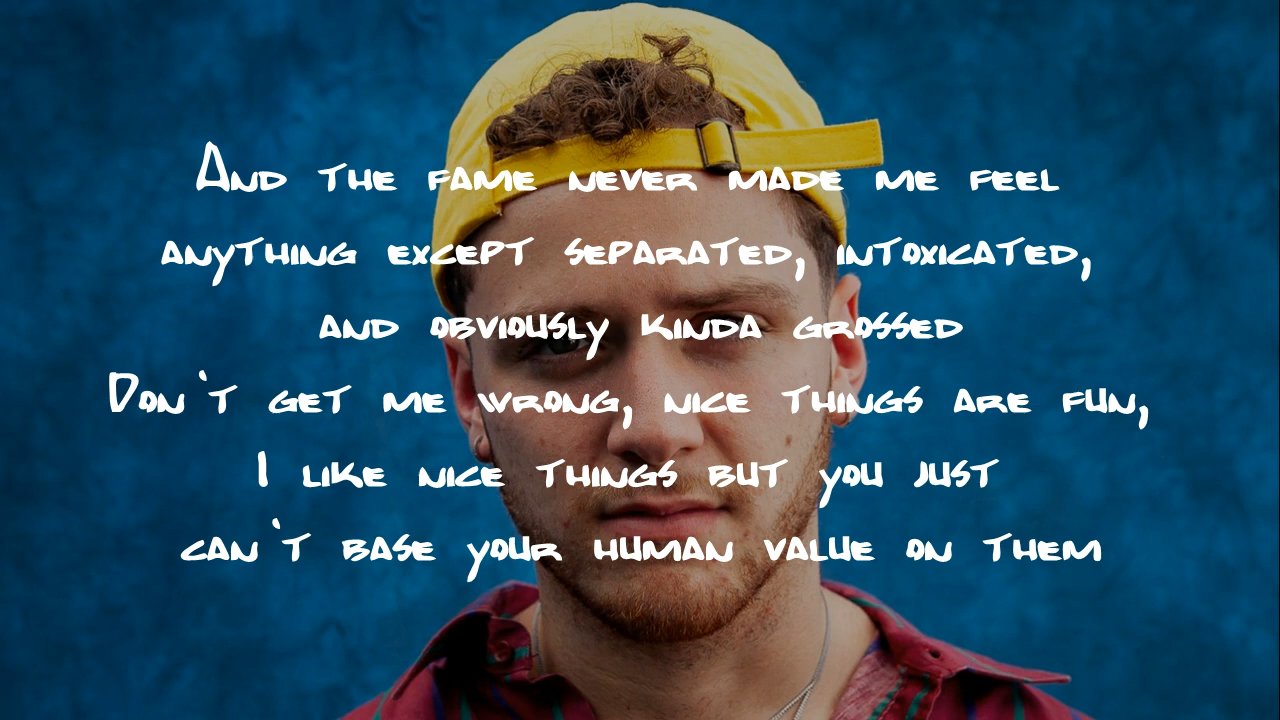 And the fame never made me feel
anything except separated, intoxicated,
and obviously kinda grossed
Don't get me wrong, nice things are fun,
I like nice things but you just
can't base your human value on them